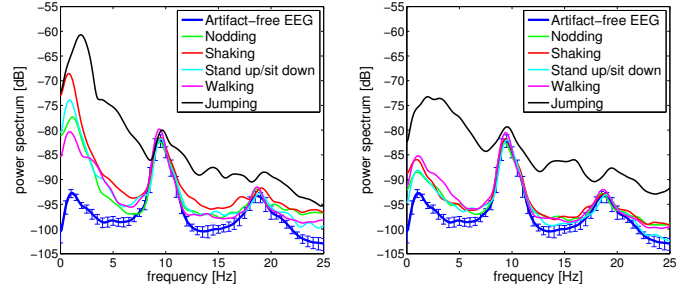 −55
−60
−65
−70
−75
−80
−85
−90
−95
−100
−105
power spectrum [dB]
0 5 10 15 20 25
frequency [Hz]
Artifact−free EEG
Nodding
Shaking
Stand up/sit down
Walking
Jumping
−55
−60
−65
−70
−75
−80
−85
−90
−95
−100
−105
power spectrum [dB]
0 5 10 15 20 25
frequency [Hz]
Artifact−free EEG
Nodding
Shaking
Stand up/sit down
Walking
Jumping